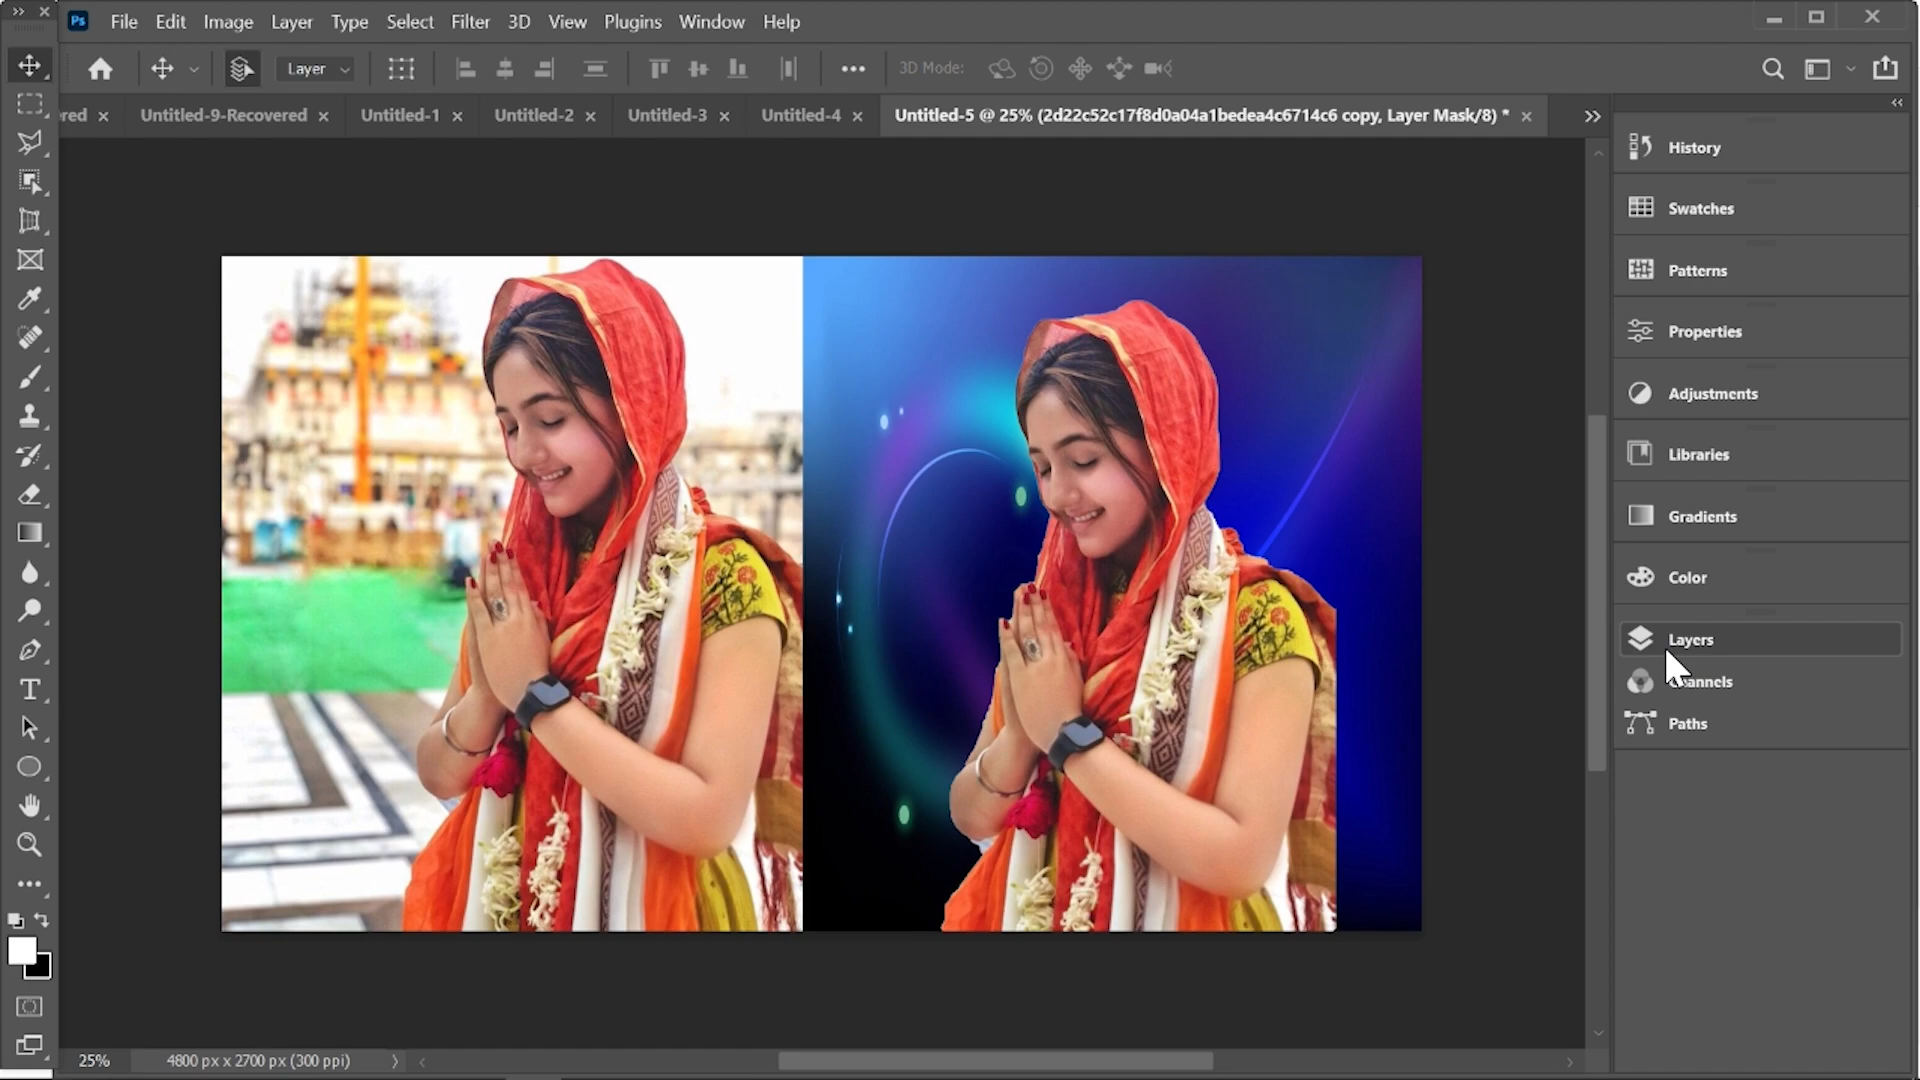 Ps File Edit Image Layer Type Select Filter 3D View Plugins Window Help
Layer 3D Mode:
ered × Untitled-9-Recovered × Untitled-1 × Untitled-2 × Untitled-3 × Untitled-4 × Untitled-5 @ 25% (2d22c52c17f8d0a04a1bedea4c6714c6 copy, Layer Mask/8) * ×
History
Swatches
Patterns
Properties
Adjustments
Libraries
Gradients
Color
Layers
Channels
Paths
25% 4800 px x 2700 px (300 ppi)